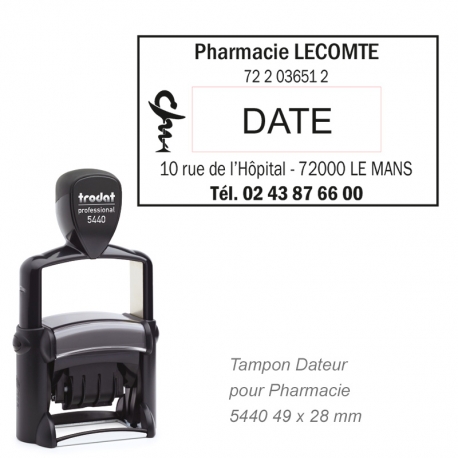 Pharmacie LECOMTE
72 2 03651 2
DATE
10 rue de l'Hôpital - 72000 LE MANS
Tél. 02 43 87 66 00
trodat
professional
5440
Tampon Dateur
pour Pharmacie
5440 49 x 28 mm